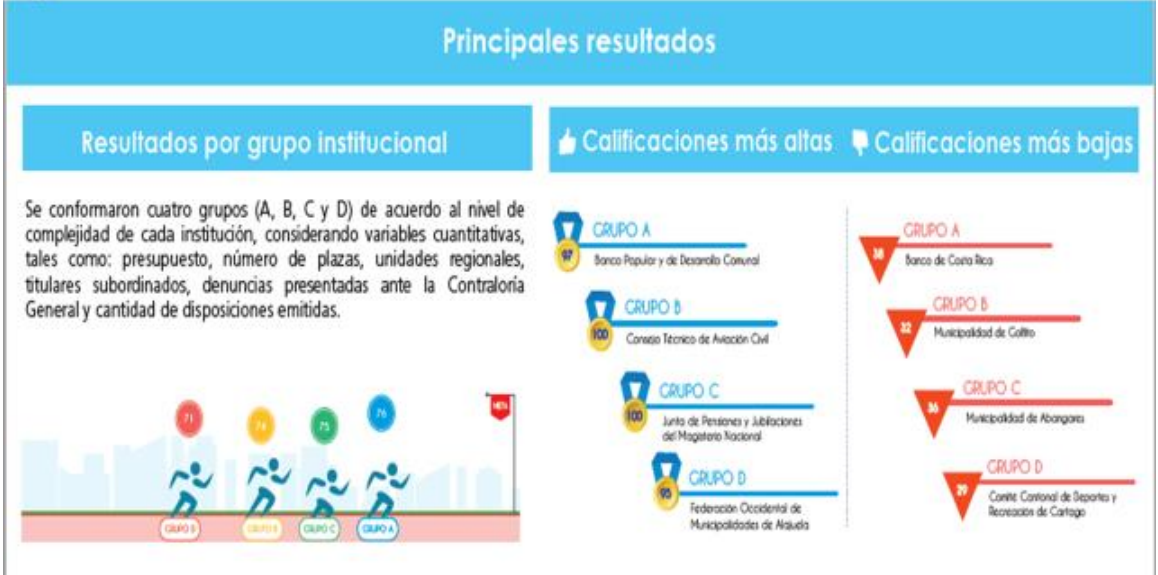 Principales resultados
Resultados por grupo institucional
Se conformaron cuatro grupos (A, B, C y D) de acuerdo al nivel de
complejidad de cada institución, considerando variables cuantitativas,
tales como: presupuesto, número de plazas, unidades regionales,
titulares subordinados, denuncias presentadas ante la Contraloría
General y cantidad de disposiciones emitidas.
71
74
75
76
META
GRUPO
GRUPO
GRUPO C
GRUPO A
Calificaciones más altas
97
GRUPO A
Banco Popular y de Desarrollo Comunal
100
GRUPO B
Consejo Técnico de Aviación Civil
100
GRUPO C
Junta de Pensiones y Jubilaciones
del Magisterio Nacional
GRUPO D
Federación Occidental de
Municipalidades de Alajuela
Calificaciones más bajas
38
GRUPO A
Banco de Costa Rica
32
GRUPO B
Municipalidad de Golfito
36
GRUPO C
Municipalidad de Abangares
GRUPO D
Comité Cantonal de Deportes y
Recreación de Cartago